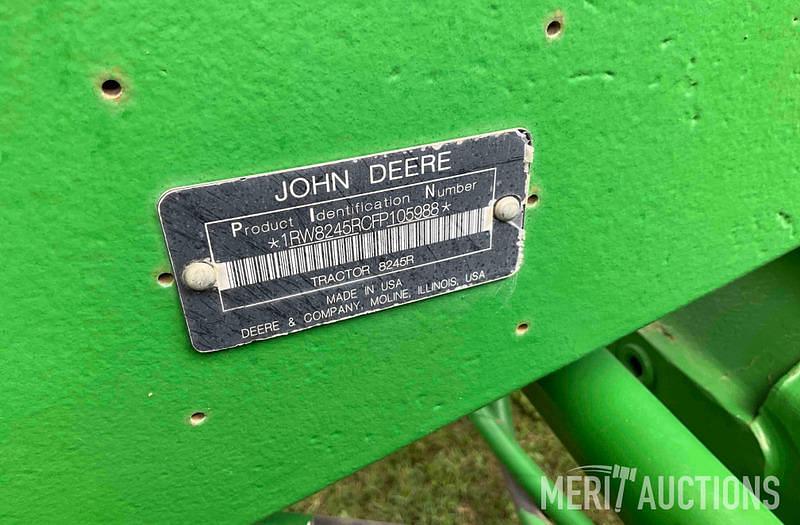 JOHN DEERE
Product Identification Number
*1RW8245RCFP105988*
TRACTOR 8245R
MADE IN USA
DEERE & COMPANY, MOLINE, ILLINOIS, USA
MERIT AUCTIONS